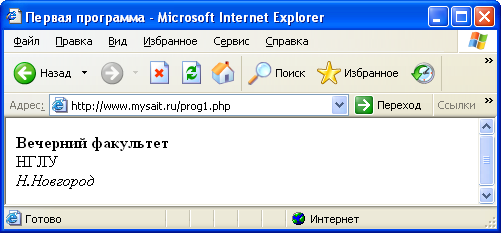 Первая программа - Microsoft Internet Explorer
Файл Правка Вид Избранное Сервис Справка
Назад Поиск Избранное
Адрес: http://www.mysait.ru/prog1.php Переход Ссылки
Вечерний факультет
НГЛУ
Н.Новгород
Готово Интернет